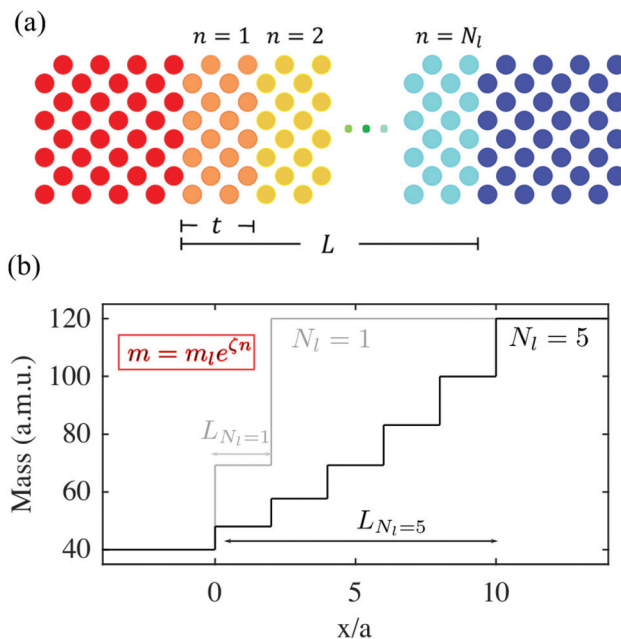 (a)
n = 1 n = 2 n = N_l
t
L
(b)
120
100
80
60
40
Mass (a.m.u.)
m = m_l e^{ζn}
N_l = 1
N_l = 5
L_{N_l=1}
L_{N_l=5}
0 5 10
x/a